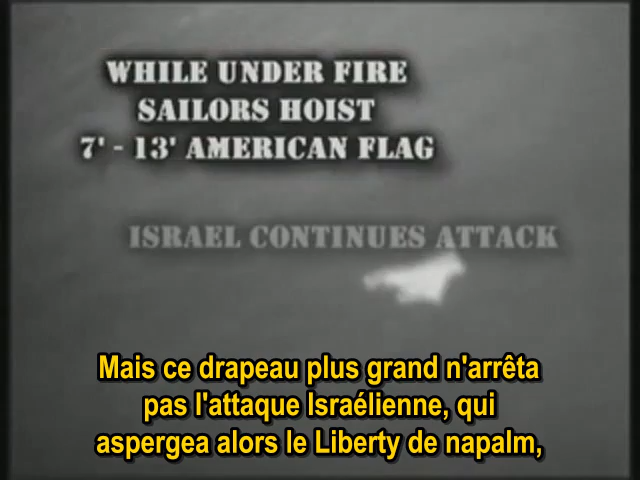 WHILE UNDER FIRE
SAILORS HOIST
7' - 13' AMERICAN FLAG
ISRAEL CONTINUES ATTACK
Mais ce drapeau plus grand n'arrêta
pas l'attaque Israélienne, qui
aspergea alors le Liberty de napalm,